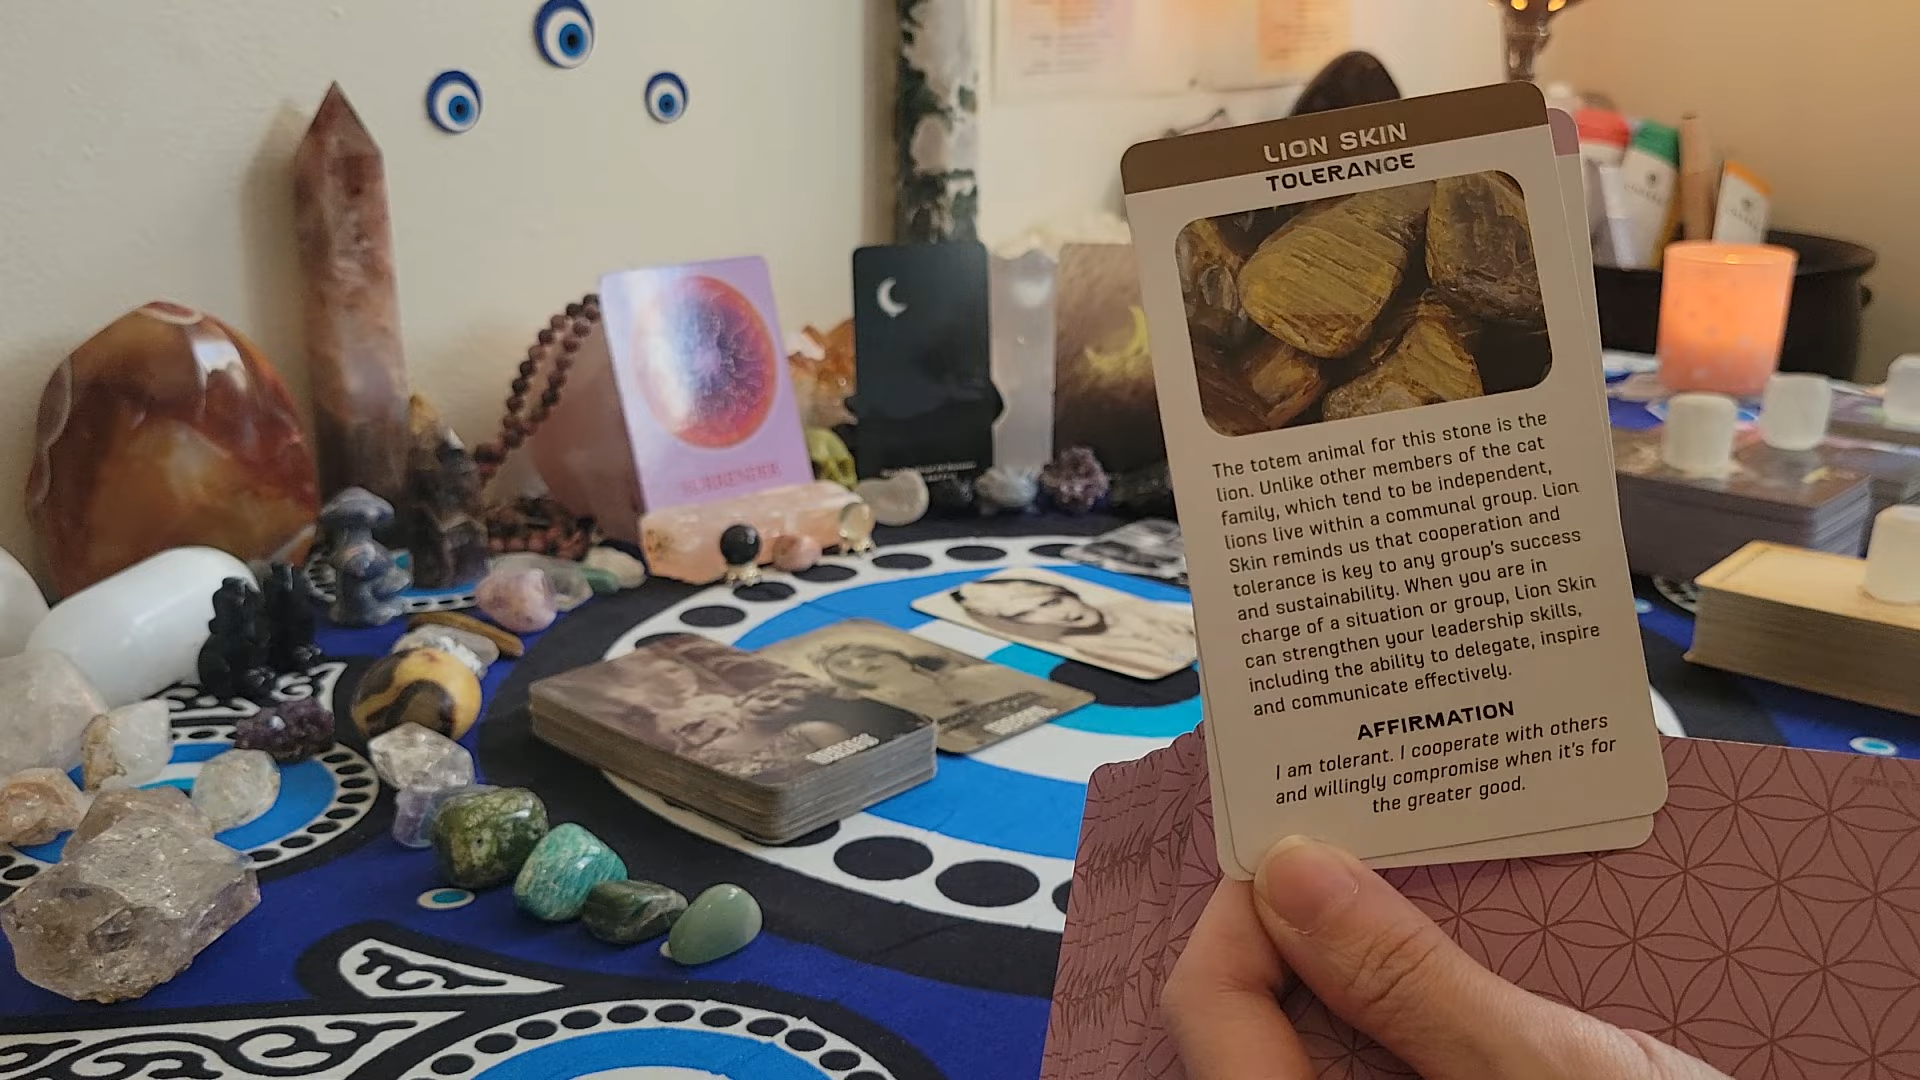 LION SKIN
TOLERANCE
The totem animal for this stone is the
lion. Unlike other members of the cat
family, which tend to be independent,
lions live within a communal group. Lion
Skin reminds us that cooperation and
tolerance is key to any group's success
and sustainability. When you are in
charge of a situation or group, Lion Skin
can strengthen your leadership skills,
including the ability to delegate, inspire
and communicate effectively.
AFFIRMATION
I am tolerant. I cooperate with others
and willingly compromise when it's for
the greater good.
SURRENDER